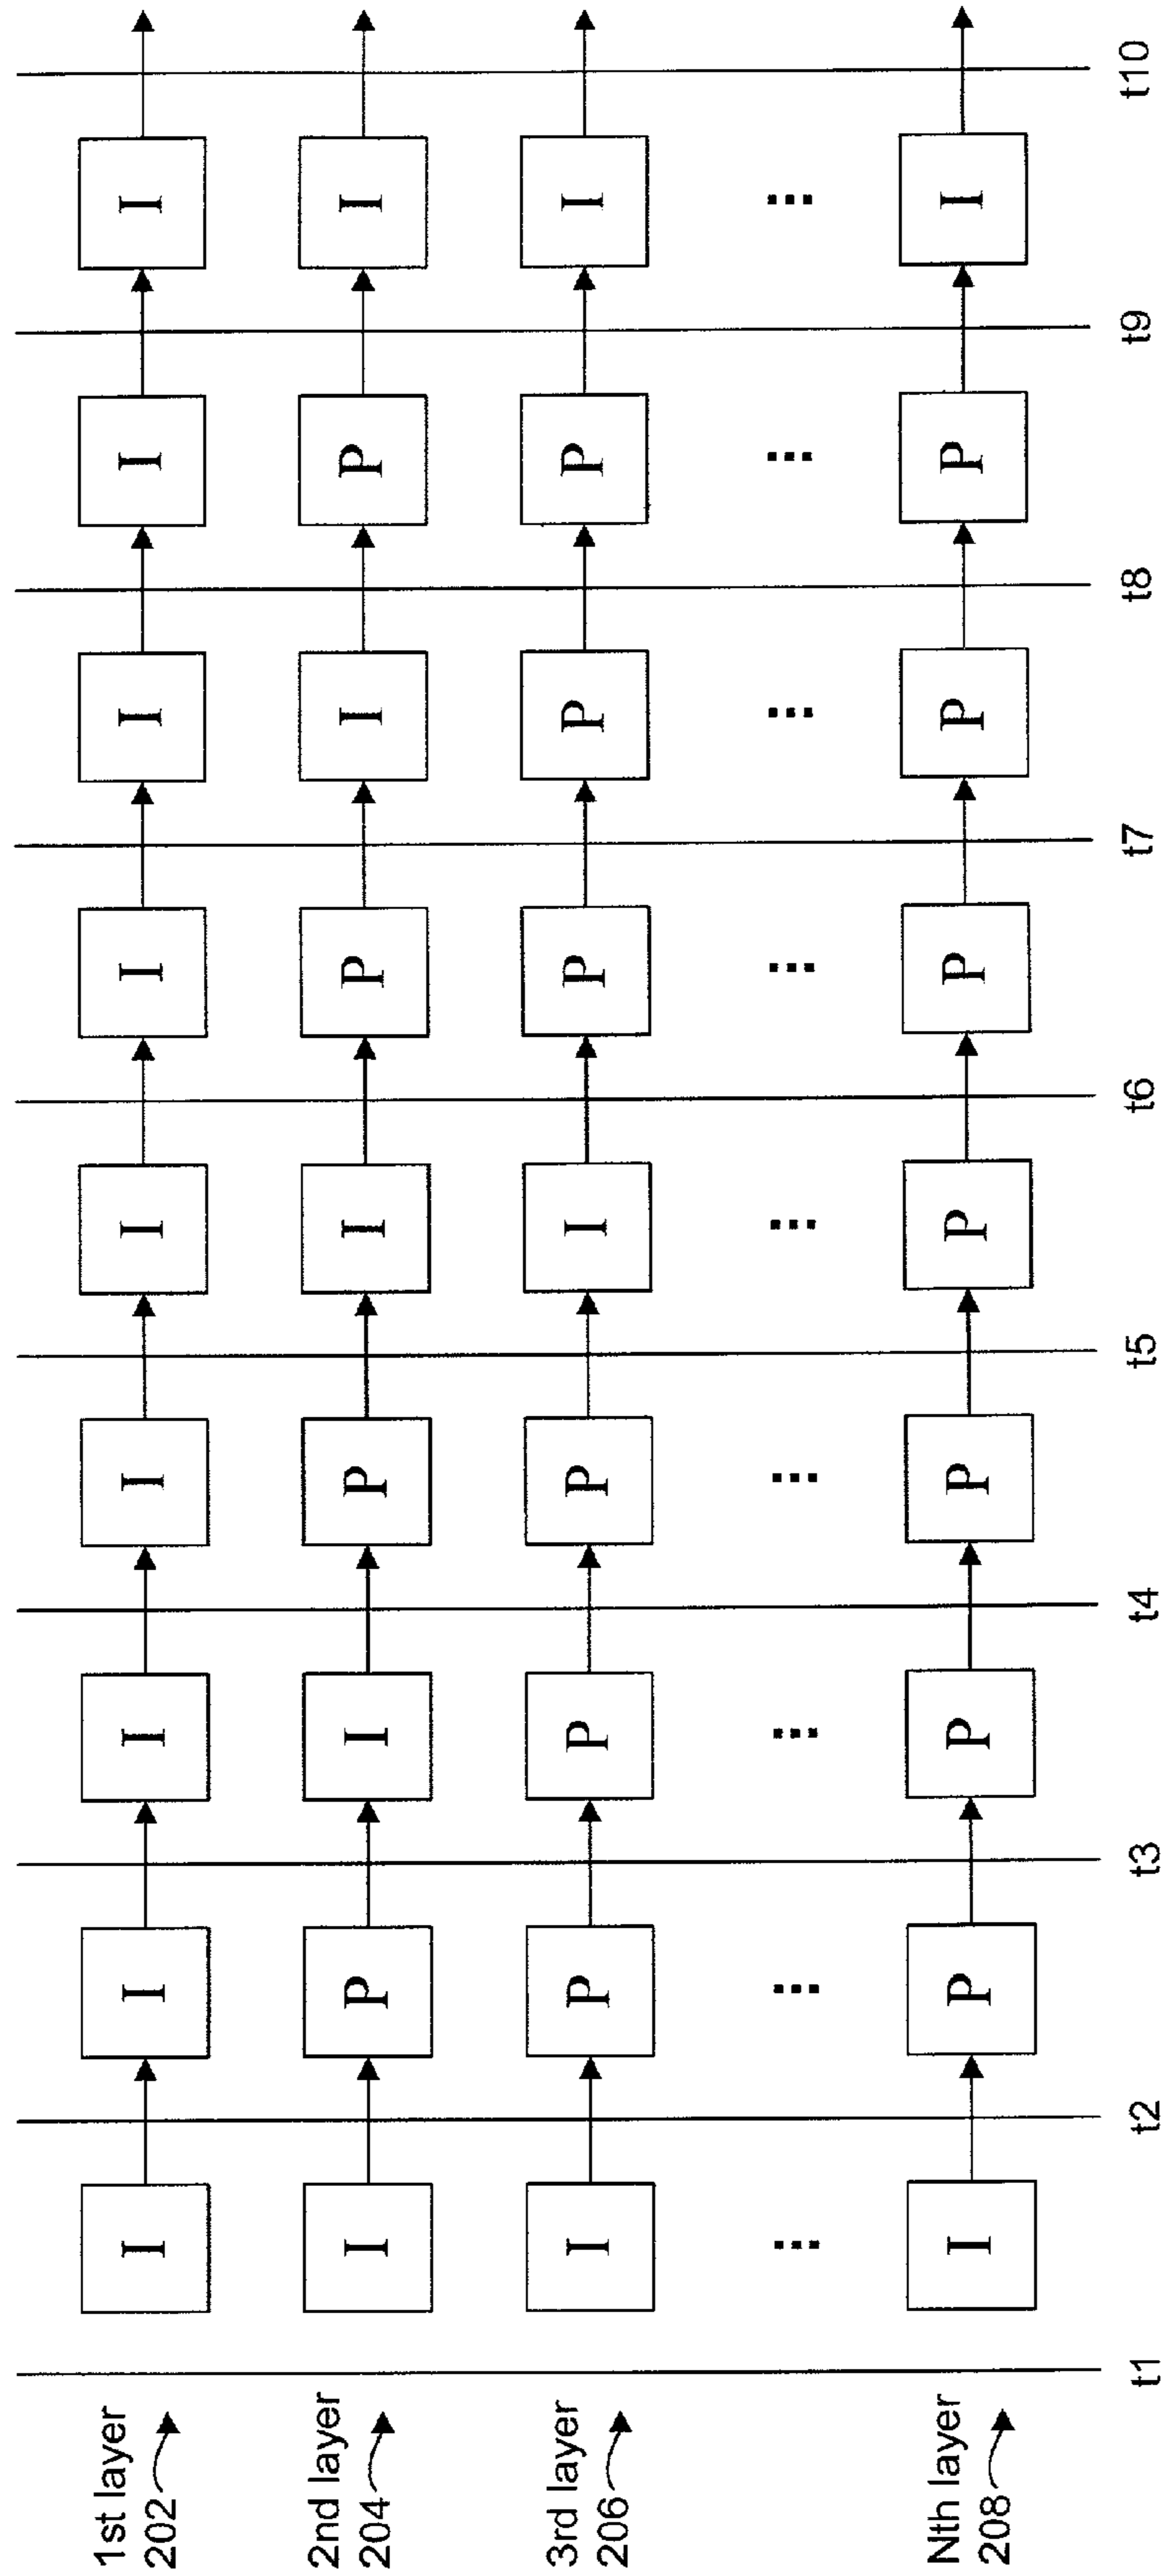 1st layer
202
I I I I I I I I I
2nd layer
204
I P I P I P I P I
3rd layer
206
I P P P I P P P I
... ... ... ... ... ... ... ... ...
Nth layer
208
I P P P P P P P I
t1 t2 t3 t4 t5 t6 t7 t8 t9 t10